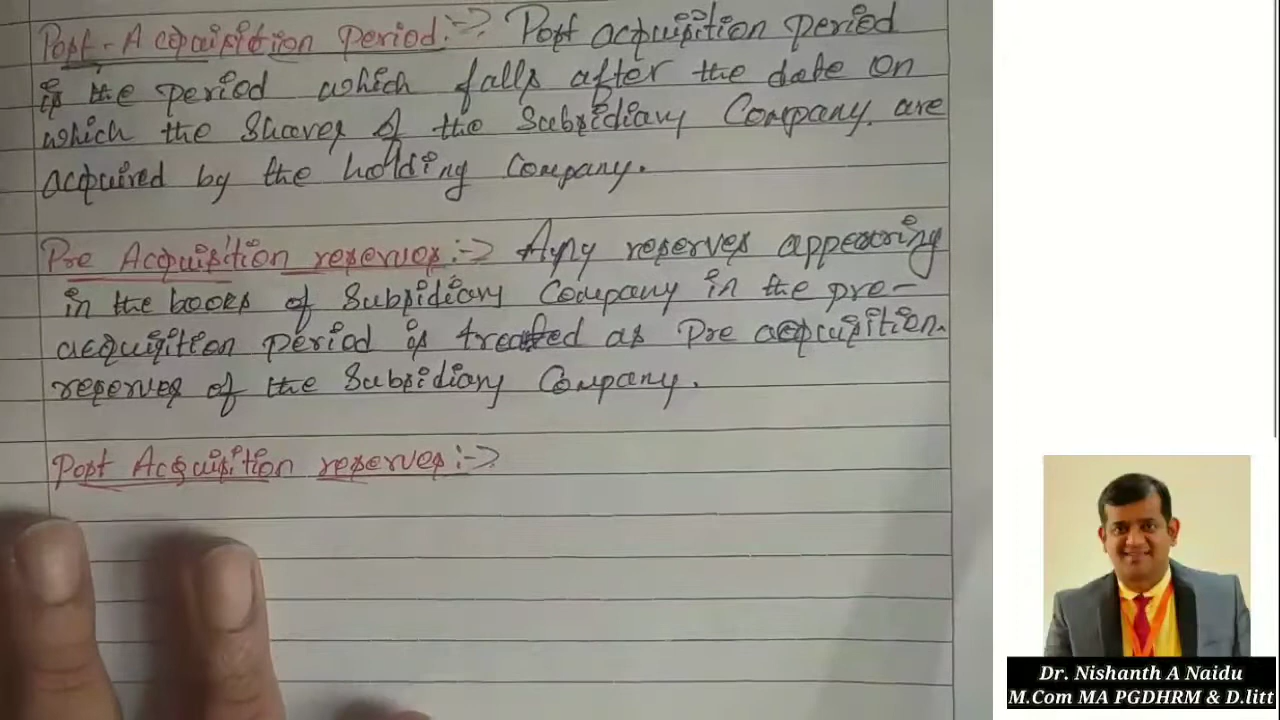 Post-Acquisition period:-> Post acquisition period
is the period which falls after the date on
which the Shares of the Subsidiary Company. are
acquired by the holding Company.
Pre Acquisition reserves:-> Any reserves appearing
in the books of Subsidiary Company in the pre-
acquisition period is treated as Pre acquisition.
reserves of the Subsidiary Company.
Post Acquisition reserves:->
Dr. Nishanth A Naidu
M.Com MA PGDHRM & D.litt